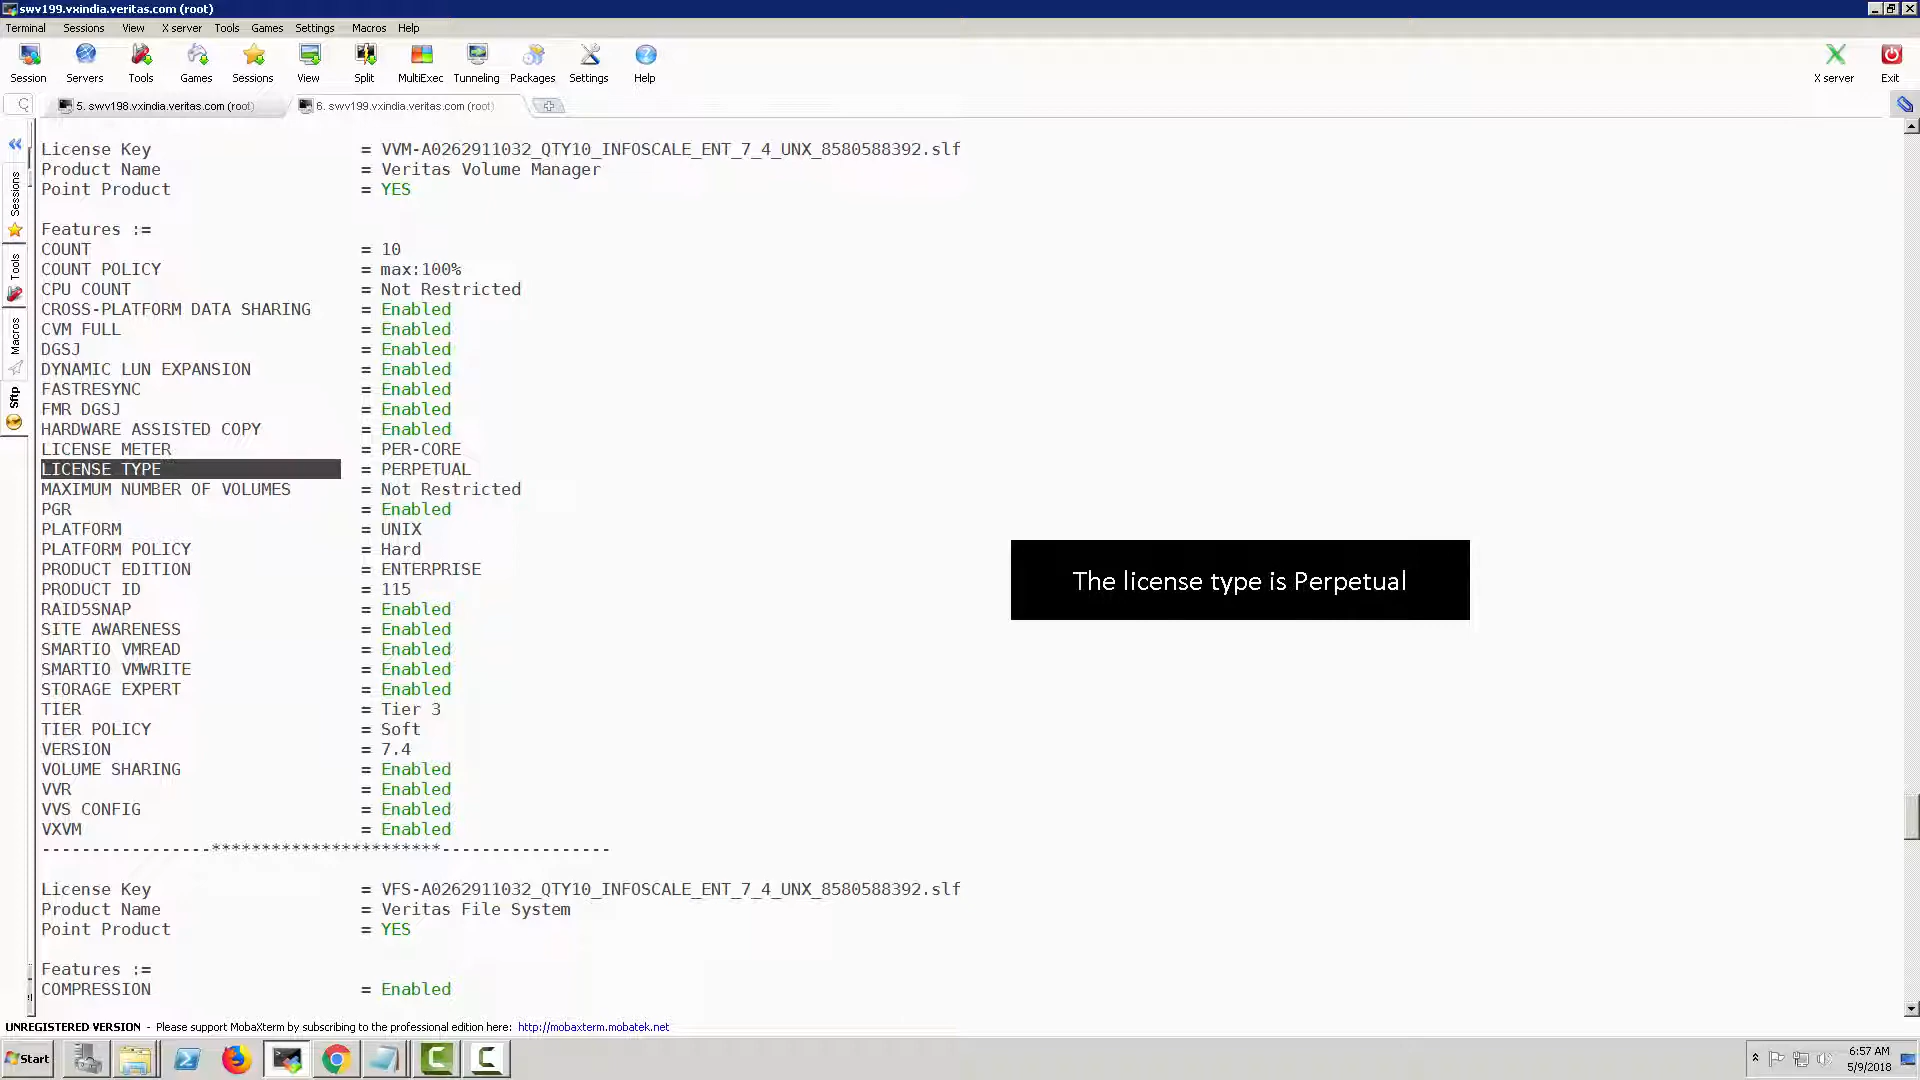 swv199.vxindia.veritas.com (root)
Terminal Sessions View X server Tools Games Settings Macros Help
Session Servers Tools Games Sessions View Split MultiExec Tunneling Packages Settings Help X server Exit
5. swv198.vxindia.veritas.com (root) 6. swv199.vxindia.veritas.com (root)
Sessions
Tools
Macros
Sftp
License Key = VVM-A0262911032_QTY10_INFOSCALE_ENT_7_4_UNX_8580588392.slf
Product Name = Veritas Volume Manager
Point Product = YES
Features :=
COUNT = 10
COUNT POLICY = max:100%
CPU COUNT = Not Restricted
CROSS-PLATFORM DATA SHARING = Enabled
CVM FULL = Enabled
DGSJ = Enabled
DYNAMIC LUN EXPANSION = Enabled
FASTRESYNC = Enabled
FMR DGSJ = Enabled
HARDWARE ASSISTED COPY = Enabled
LICENSE METER = PER-CORE
LICENSE TYPE = PERPETUAL
MAXIMUM NUMBER OF VOLUMES = Not Restricted
PGR = Enabled
PLATFORM = UNIX
PLATFORM POLICY = Hard
PRODUCT EDITION = ENTERPRISE
PRODUCT ID = 115
RAID5SNAP = Enabled
SITE AWARENESS = Enabled
SMARTIO VMREAD = Enabled
SMARTIO VMWRITE = Enabled
STORAGE EXPERT = Enabled
TIER = Tier 3
TIER POLICY = Soft
VERSION = 7.4
VOLUME SHARING = Enabled
VVR = Enabled
VVS CONFIG = Enabled
VXVM = Enabled
-----------------***********************-----------------
License Key = VFS-A0262911032_QTY10_INFOSCALE_ENT_7_4_UNX_8580588392.slf
Product Name = Veritas File System
Point Product = YES
Features :=
COMPRESSION = Enabled
The license type is Perpetual
UNREGISTERED VERSION - Please support MobaXterm by subscribing to the professional edition here: http://mobaxterm.mobatek.net
Start
6:57 AM
5/9/2018